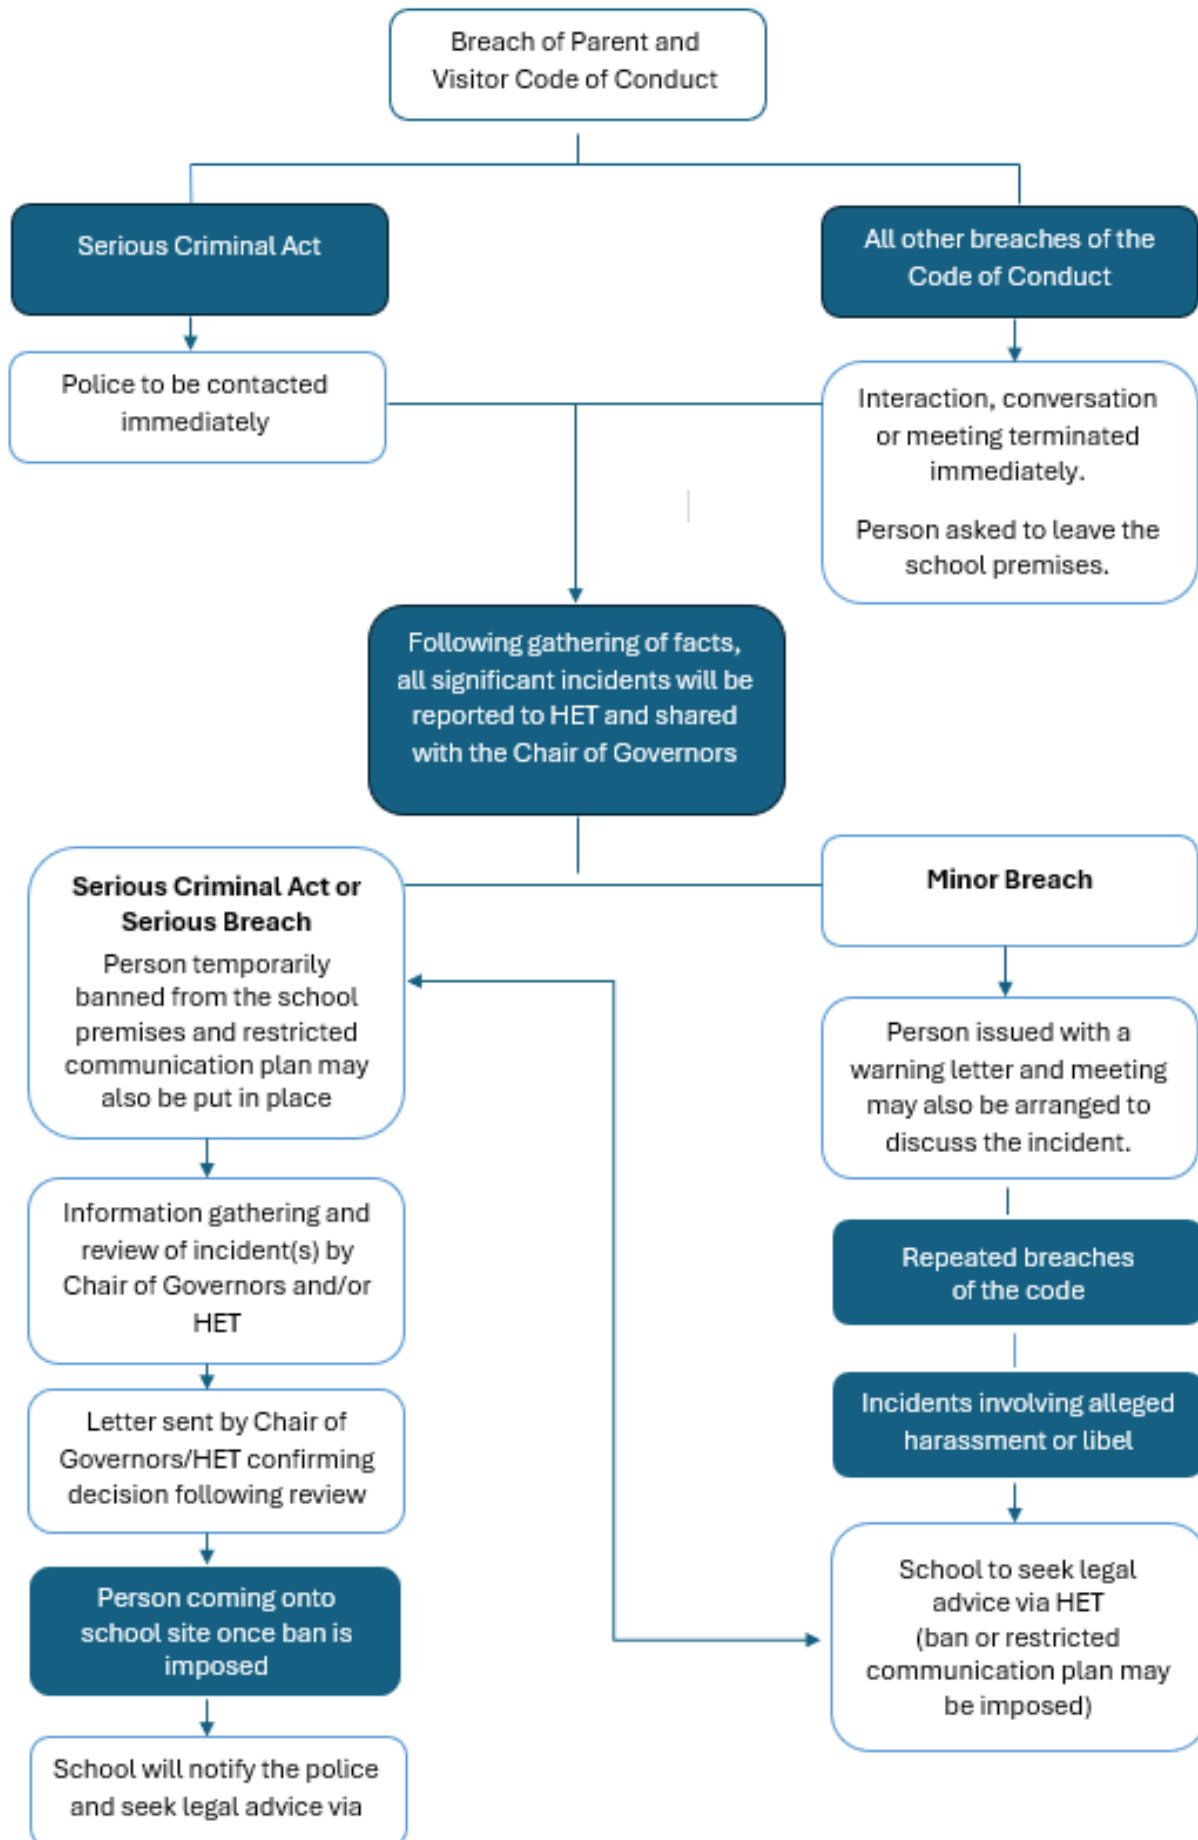 Breach of Parent and
Visitor Code of Conduct
Serious Criminal Act
All other breaches of the
Code of Conduct
Police to be contacted
immediately
Interaction, conversation
or meeting terminated
immediately.
Person asked to leave the
school premises.
Following gathering of facts,
all significant incidents will be
reported to HET and shared
with the Chair of Governors
Serious Criminal Act or
Serious Breach
Person temporarily
banned from the school
premises and restricted
communication plan may
also be put in place
Minor Breach
Person issued with a
warning letter and meeting
may also be arranged to
discuss the incident.
Information gathering and
review of incident(s) by
Chair of Governors and/or
HET
Repeated breaches
of the code
Letter sent by Chair of
Governors/HET confirming
decision following review
Incidents involving alleged
harassment or libel
Person coming onto
school site once ban is
imposed
School to seek legal
advice via HET
(ban or restricted
communication plan may
be imposed)
School will notify the police
and seek legal advice via